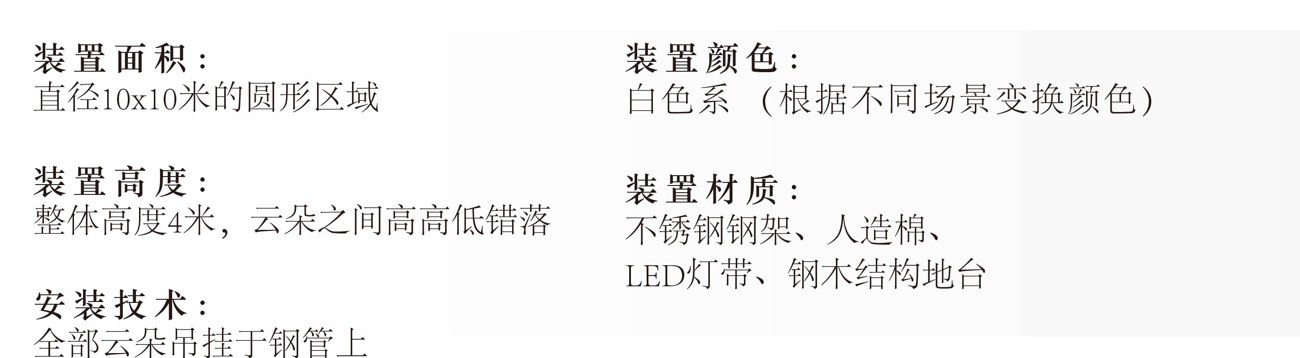 装置面积：
直径10x10米的圆形区域
装置高度：
整体高度4米，云朵之间高高低错落
安装技术：
全部云朵吊挂于钢管上
装置颜色：
白色系 （根据不同场景变换颜色）
装置材质：
不锈钢钢架、人造棉、
LED灯带、钢木结构地台